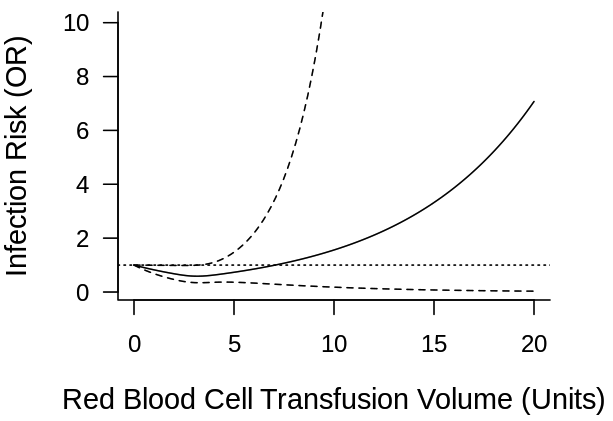 Infection Risk (OR)
10
8
6
4
2
0
0 5 10 15 20
Red Blood Cell Transfusion Volume (Units)